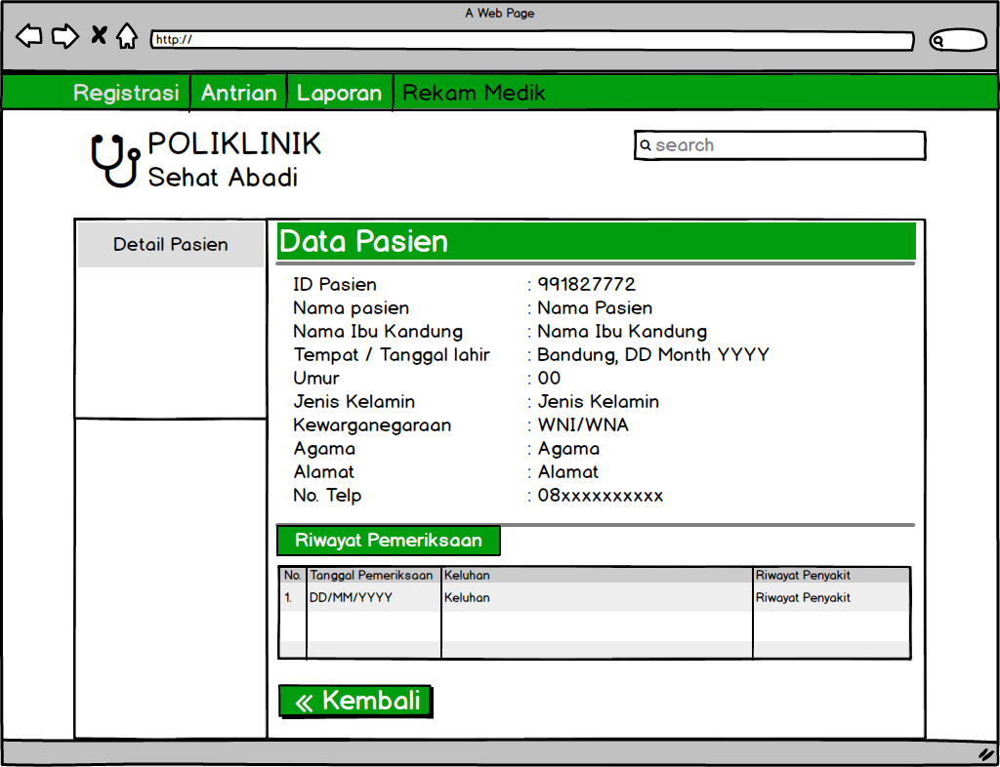 A Web Page
http://
Registrasi Antrian Laporan Rekam Medik
POLIKLINIK
Sehat Abadi
search
Detail Pasien
Data Pasien
ID Pasien : 991827772
Nama pasien : Nama Pasien
Nama Ibu Kandung : Nama Ibu Kandung
Tempat / Tanggal lahir : Bandung, DD Month YYYY
Umur : 00
Jenis Kelamin : Jenis Kelamin
Kewarganegaraan : WNI/WNA
Agama : Agama
Alamat : Alamat
No. Telp : 08xxxxxxxxxx
Riwayat Pemeriksaan
No. Tanggal Pemeriksaan Keluhan Riwayat Penyakit
1. DD/MM/YYYY Keluhan Riwayat Penyakit
« Kembali